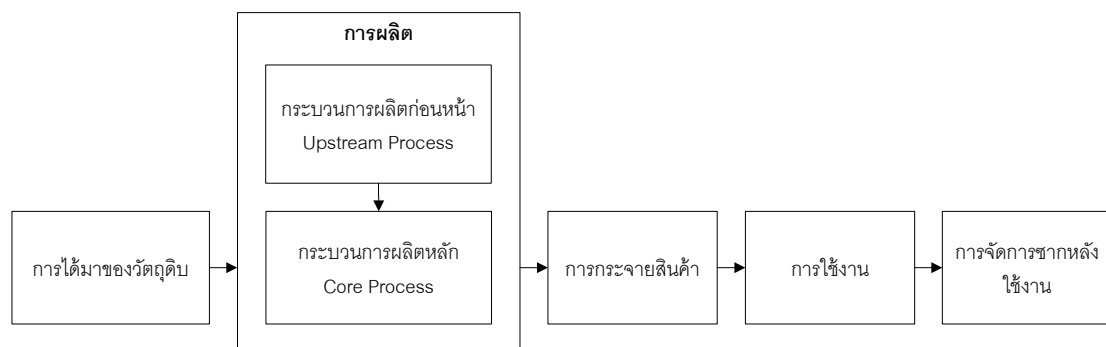 การผลิต
กระบวนการผลิตก่อนหน้า
Upstream Process
การได้มาของวัตถุดิบ
กระบวนการผลิตหลัก
Core Process
การกระจายสินค้า
การใช้งาน
การจัดการซากหลัง
ใช้งาน